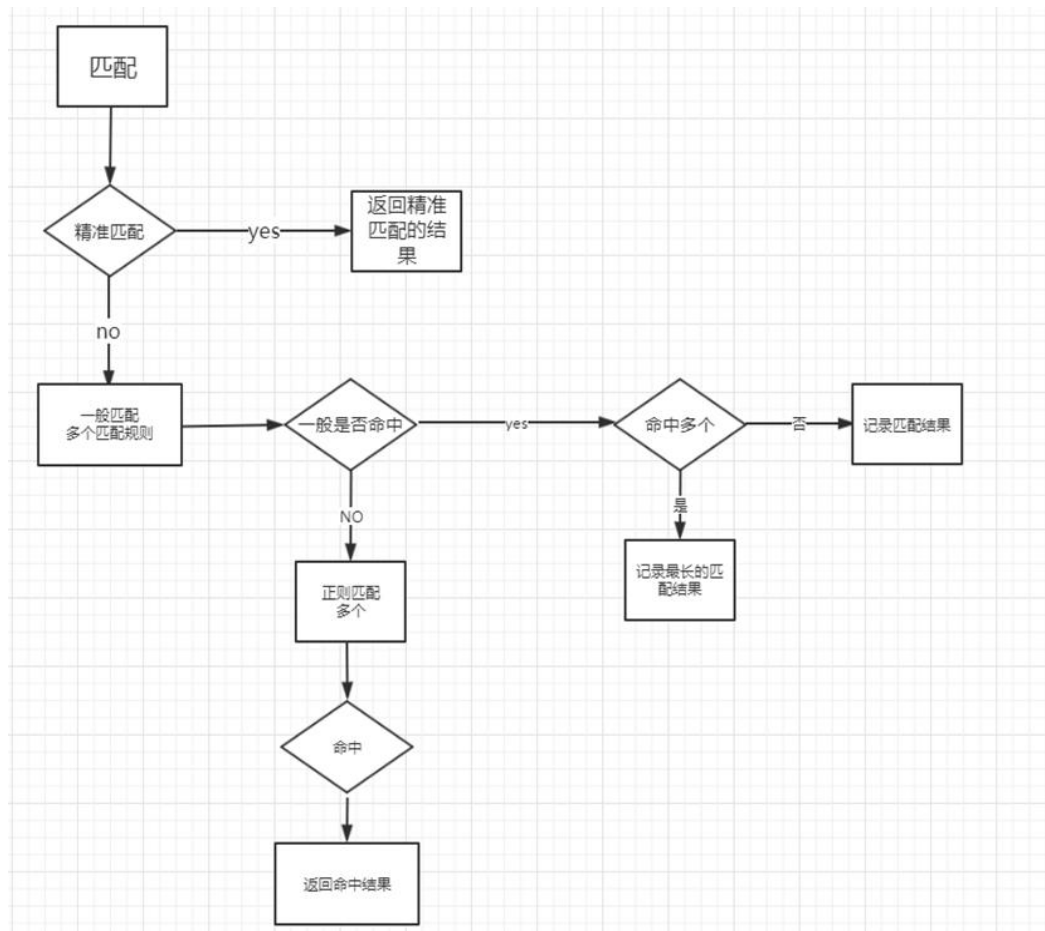 匹配
精准匹配
yes
返回精准
匹配的结
果
no
一般匹配
多个匹配规则
一般是否命中
yes
命中多个
否
记录匹配结果
NO
是
正则匹配
多个
记录最长的匹
配结果
命中
返回命中结果